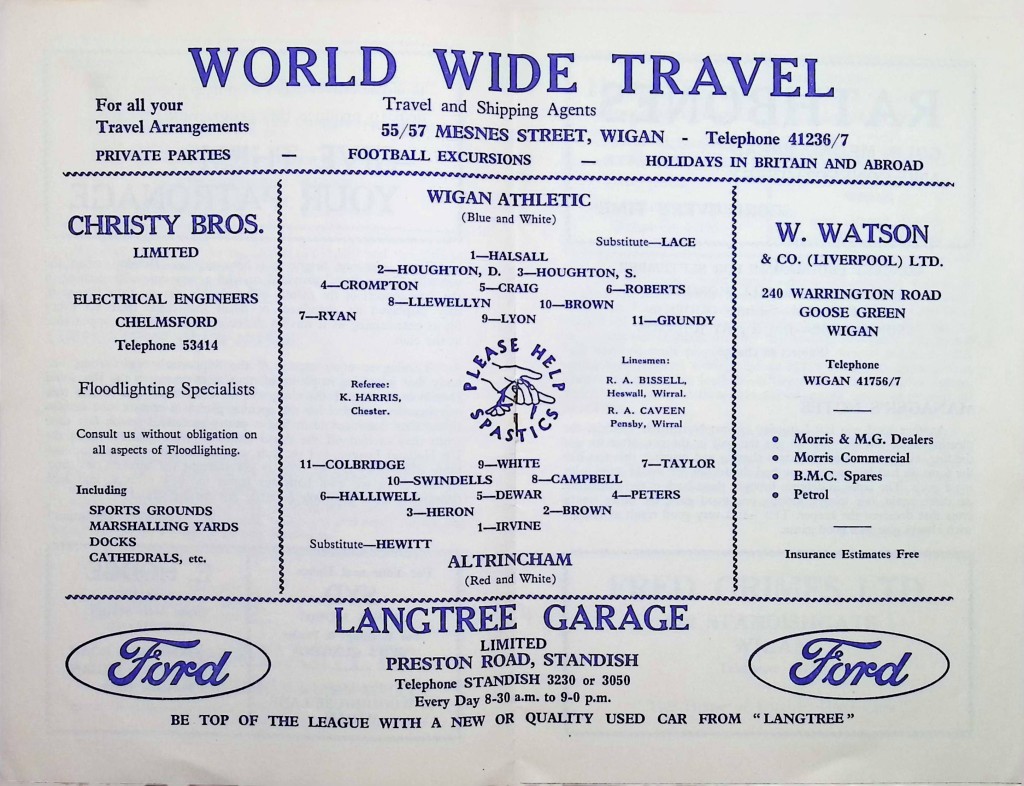 WORLD WIDE TRAVEL
For all your
Travel Arrangements
Travel and Shipping Agents
55/57 MESNES STREET, WIGAN - Telephone 41236/7
PRIVATE PARTIES — FOOTBALL EXCURSIONS — HOLIDAYS IN BRITAIN AND ABROAD
CHRISTY BROS.
LIMITED
ELECTRICAL ENGINEERS
CHELMSFORD
Telephone 53414
Floodlighting Specialists
Consult us without obligation on
all aspects of Floodlighting.
Including
SPORTS GROUNDS
MARSHALLING YARDS
DOCKS
CATHEDRALS, etc.
WIGAN ATHLETIC
(Blue and White)
Substitute—LACE
1—HALSALL
2—HOUGHTON, D. 3—HOUGHTON, S.
4—CROMPTON 5—CRAIG 6—ROBERTS
8—LLEWELLYN 10—BROWN
7—RYAN 9—LYON 11—GRUNDY
Referee:
K. HARRIS,
Chester.
PLEASE HELP
SPASTICS
Linesmen:
R. A. BISSELL,
Heswall, Wirral.
R. A. CAVEEN
Pensby, Wirral
11—COLBRIDGE 9—WHITE 7—TAYLOR
10—SWINDELLS 8—CAMPBELL
6—HALLIWELL 5—DEWAR 4—PETERS
3—HERON 2—BROWN
1—IRVINE
Substitute—HEWITT
ALTRINCHAM
(Red and White)
W. WATSON
& CO. (LIVERPOOL) LTD.
240 WARRINGTON ROAD
GOOSE GREEN
WIGAN
Telephone
WIGAN 41756/7
• Morris & M.G. Dealers
• Morris Commercial
• B.M.C. Spares
• Petrol
Insurance Estimates Free
Ford
LANGTREE GARAGE
LIMITED
PRESTON ROAD, STANDISH
Telephone STANDISH 3230 or 3050
Every Day 8-30 a.m. to 9-0 p.m.
Ford
BE TOP OF THE LEAGUE WITH A NEW OR QUALITY USED CAR FROM "LANGTREE"